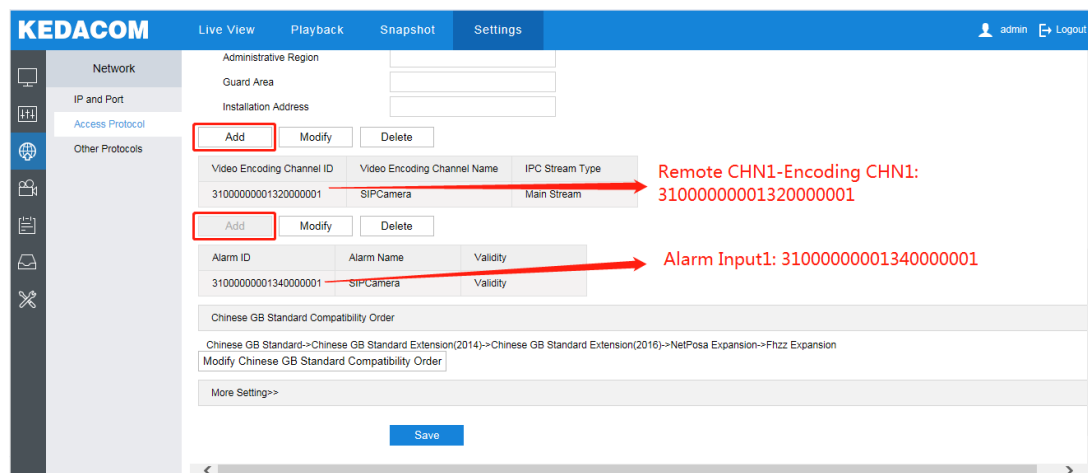 KEDACOM
Live View Playback Snapshot Settings admin Logout
Network
IP and Port
Access Protocol
Other Protocols
Administrative Region
Guard Area
Installation Address
Add Modify Delete
Video Encoding Channel ID Video Encoding Channel Name IPC Stream Type
31000000001320000001 SIPCamera Main Stream
Remote CHN1-Encoding CHN1:
31000000001320000001
Add Modify Delete
Alarm ID Alarm Name Validity
31000000001340000001 SIPCamera Validity
Alarm Input1: 31000000001340000001
Chinese GB Standard Compatibility Order
Chinese GB Standard->Chinese GB Standard Extension(2014)->Chinese GB Standard Extension(2016)->NetPosa Expansion->Fhzz Expansion
Modify Chinese GB Standard Compatibility Order
More Setting>>
Save